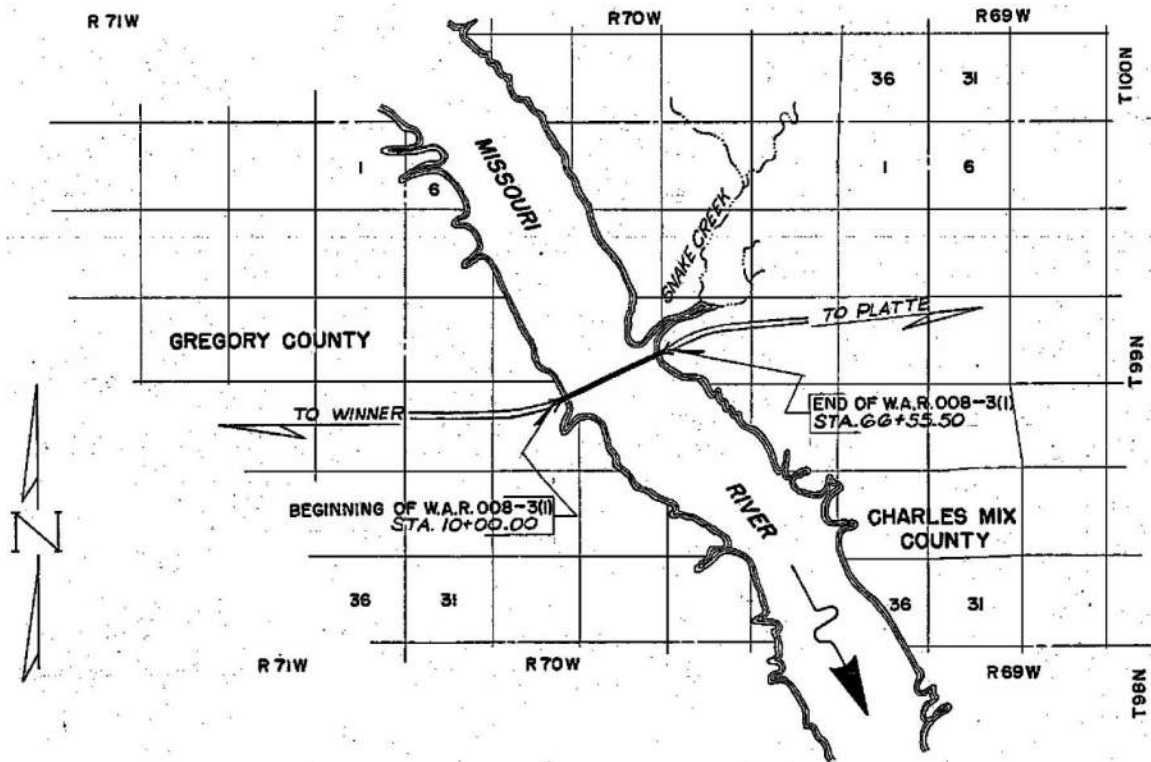 R 71W
R70W
R69W
36
31
T100N
1
6
1
6
MISSOURI
SNAKE CREEK
TO PLATTE
GREGORY COUNTY
T99N
TO WINNER
END OF W.A.R.008-3(1)
STA.66+55.50
BEGINNING OF W.A.R.008-3(1)
STA. 10+00.00
RIVER
CHARLES MIX
COUNTY
N
36
31
36
31
R71W
R70W
R69W
T98N